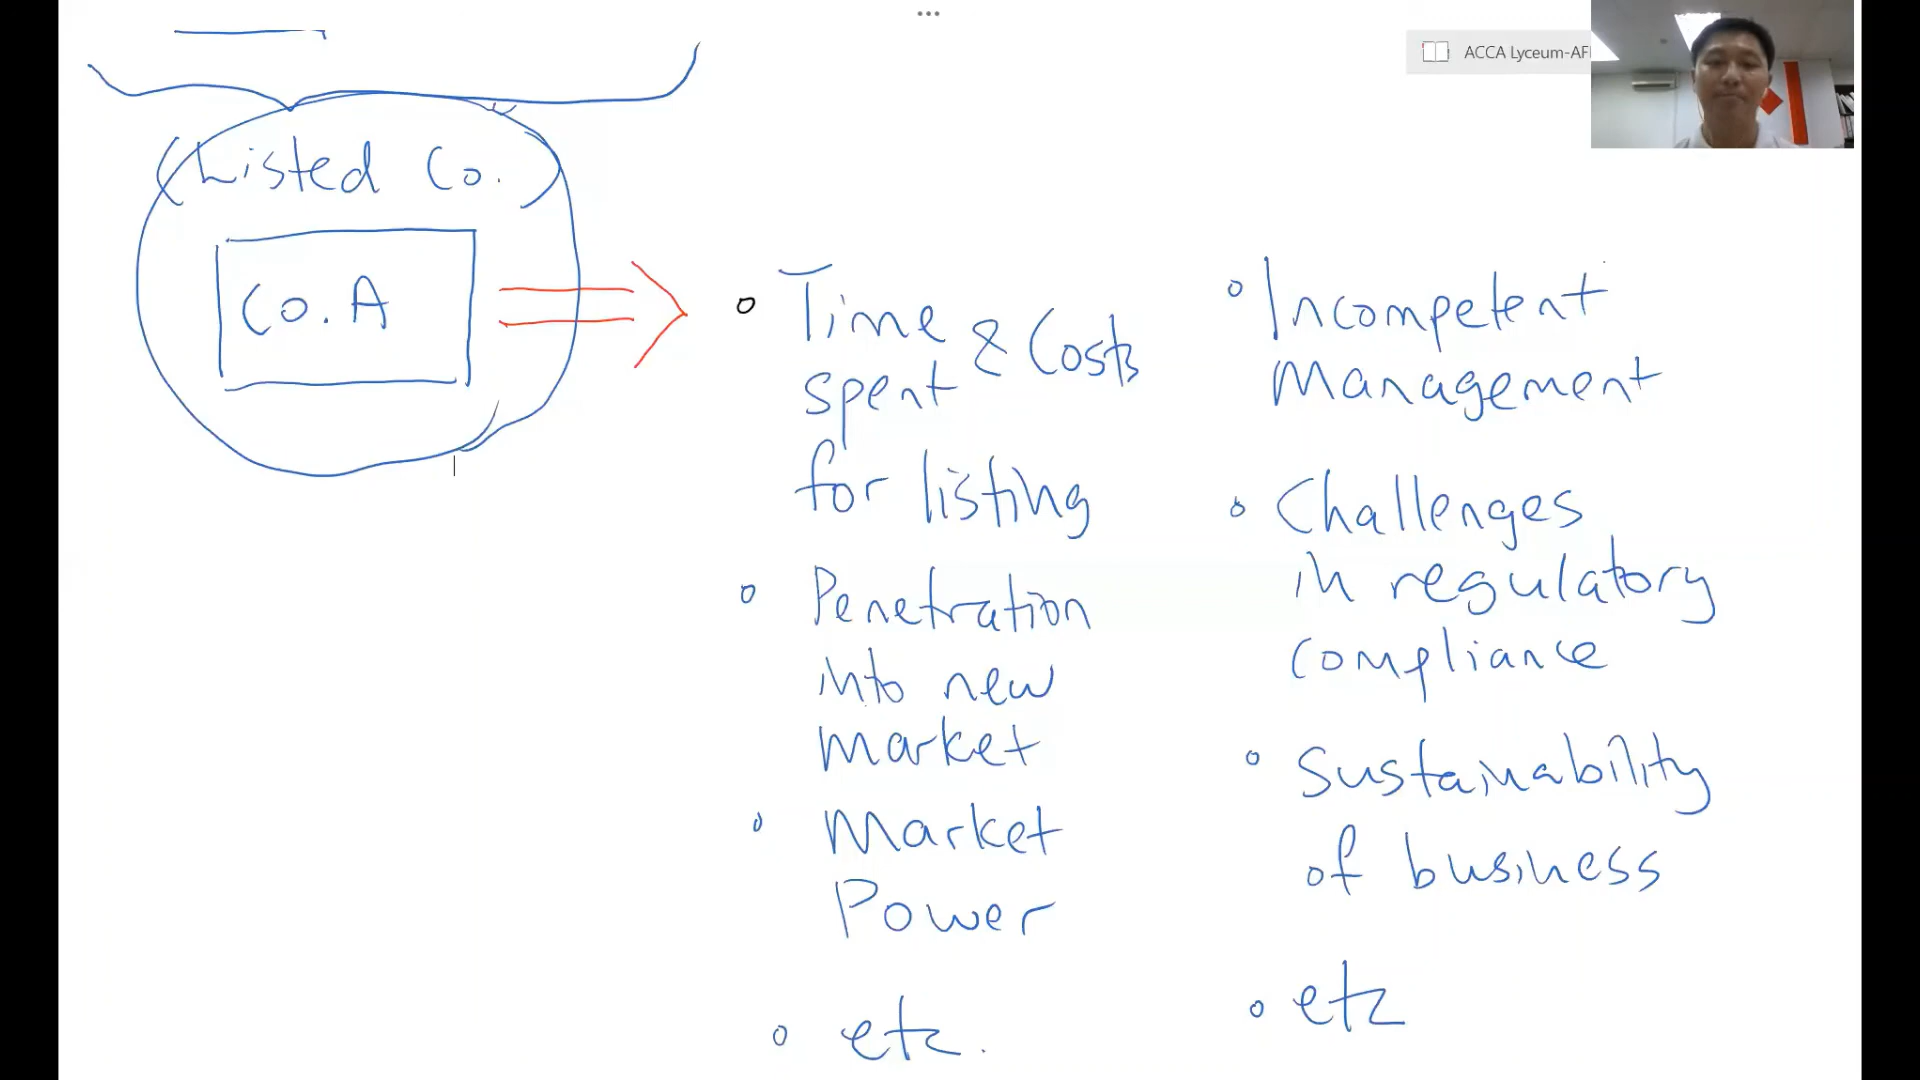 ACCA Lyceum-AF
(Listed Co.)
Co. A
Time & Costs
spent
for listing
Penetration
into new
market
Market
Power
etc.
Incompetent
Management
Challenges
in regulatory
compliance
Sustainability
of business
etc